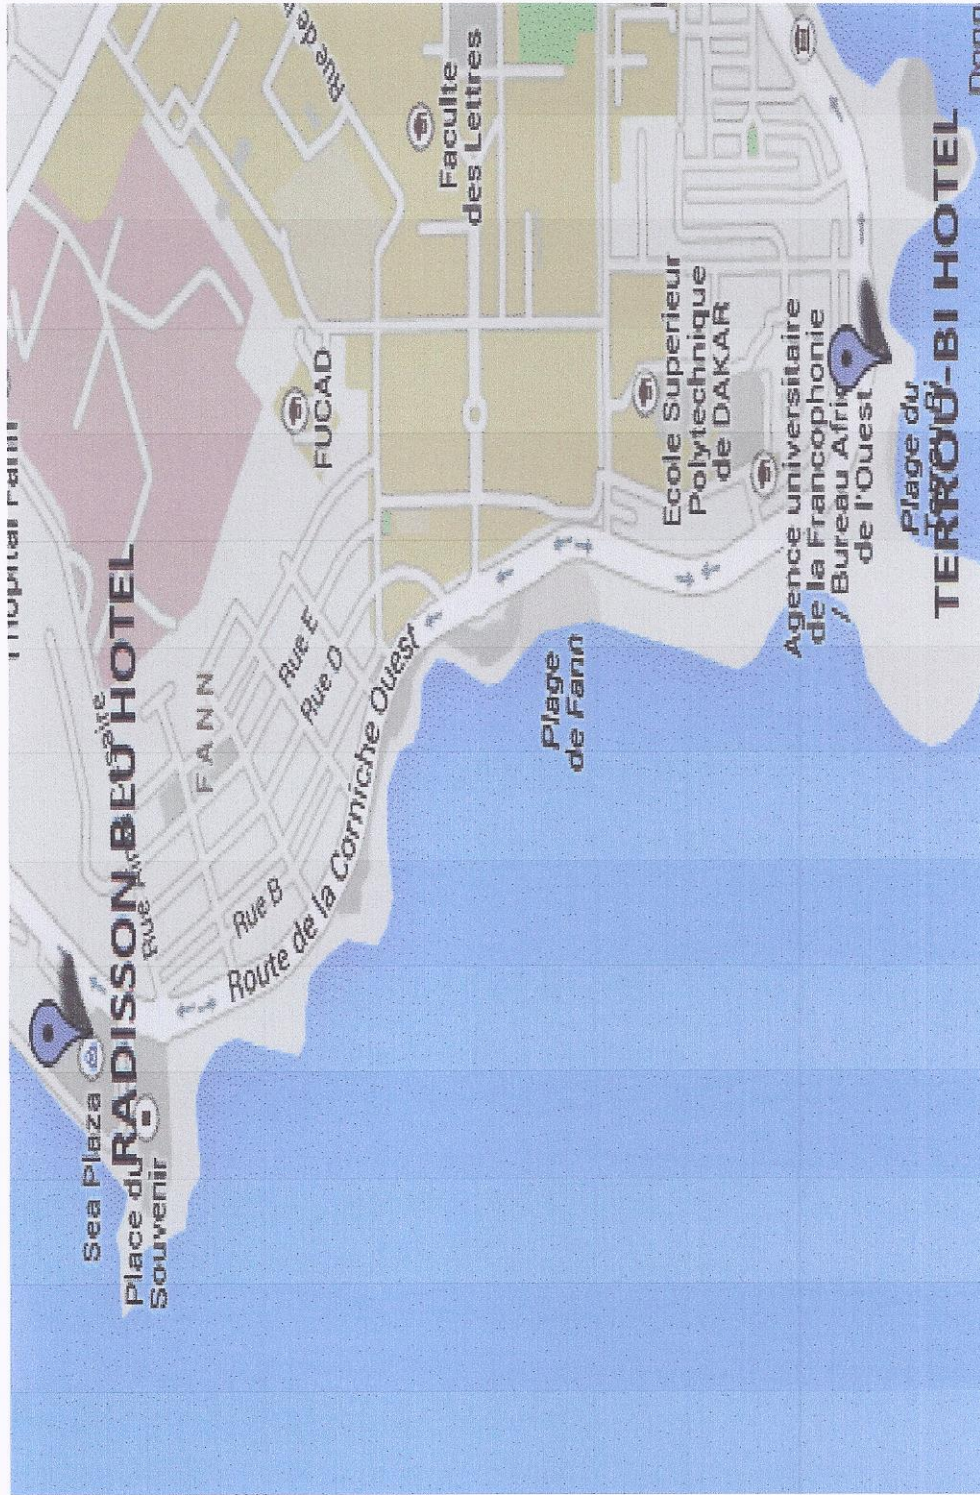 Sea Plaza
RADISSON BEU HOTEL
Place du
Souvenir
FANN
Rue B
Rue E
Rue D
Route de la Corniche Ouest
FUCAD
Rue de
Faculte
des Lettres
Plage
de Fann
Ecole Superieur
Polytechnique
de DAKAR
Agence universitaire
de la Francophonie
/ Bureau Afri
de l'Ouest
Plage du
TERROU-BI HOTEL